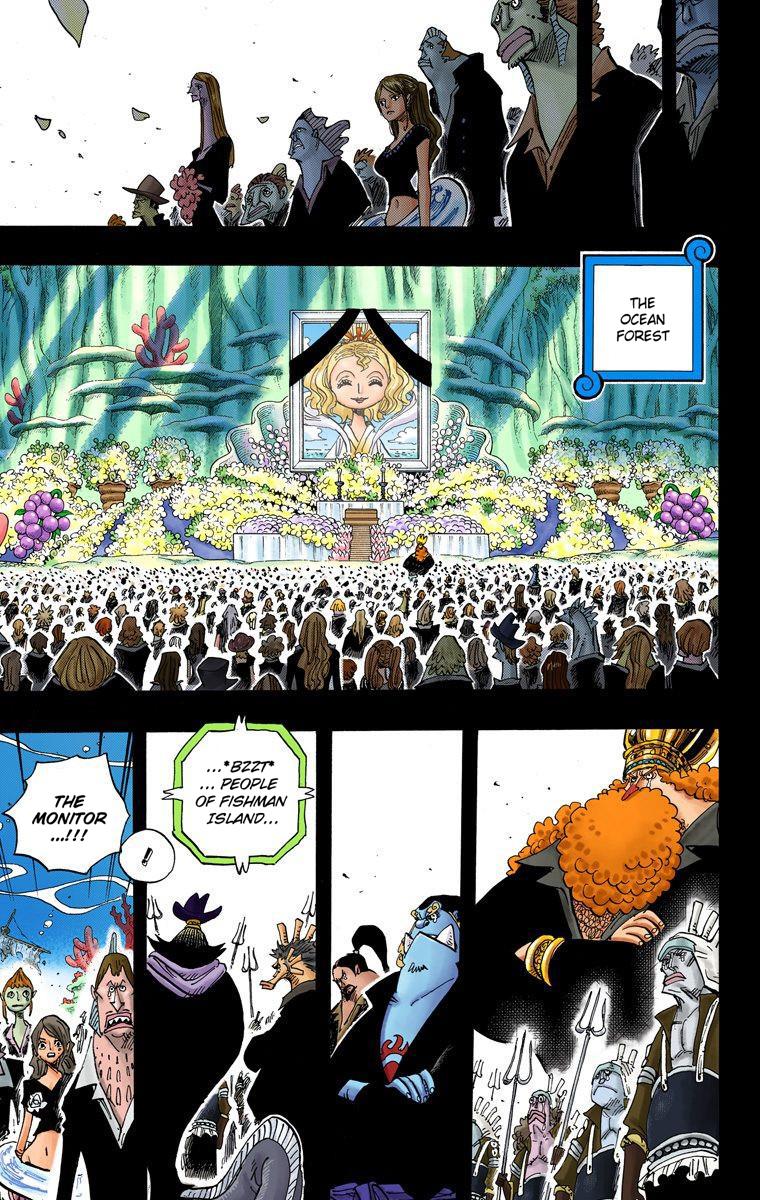 THE
OCEAN
FOREST
...*BZZT*
... PEOPLE
OF FISHMAN
ISLAND...
!
THE
MONITOR
...!!!